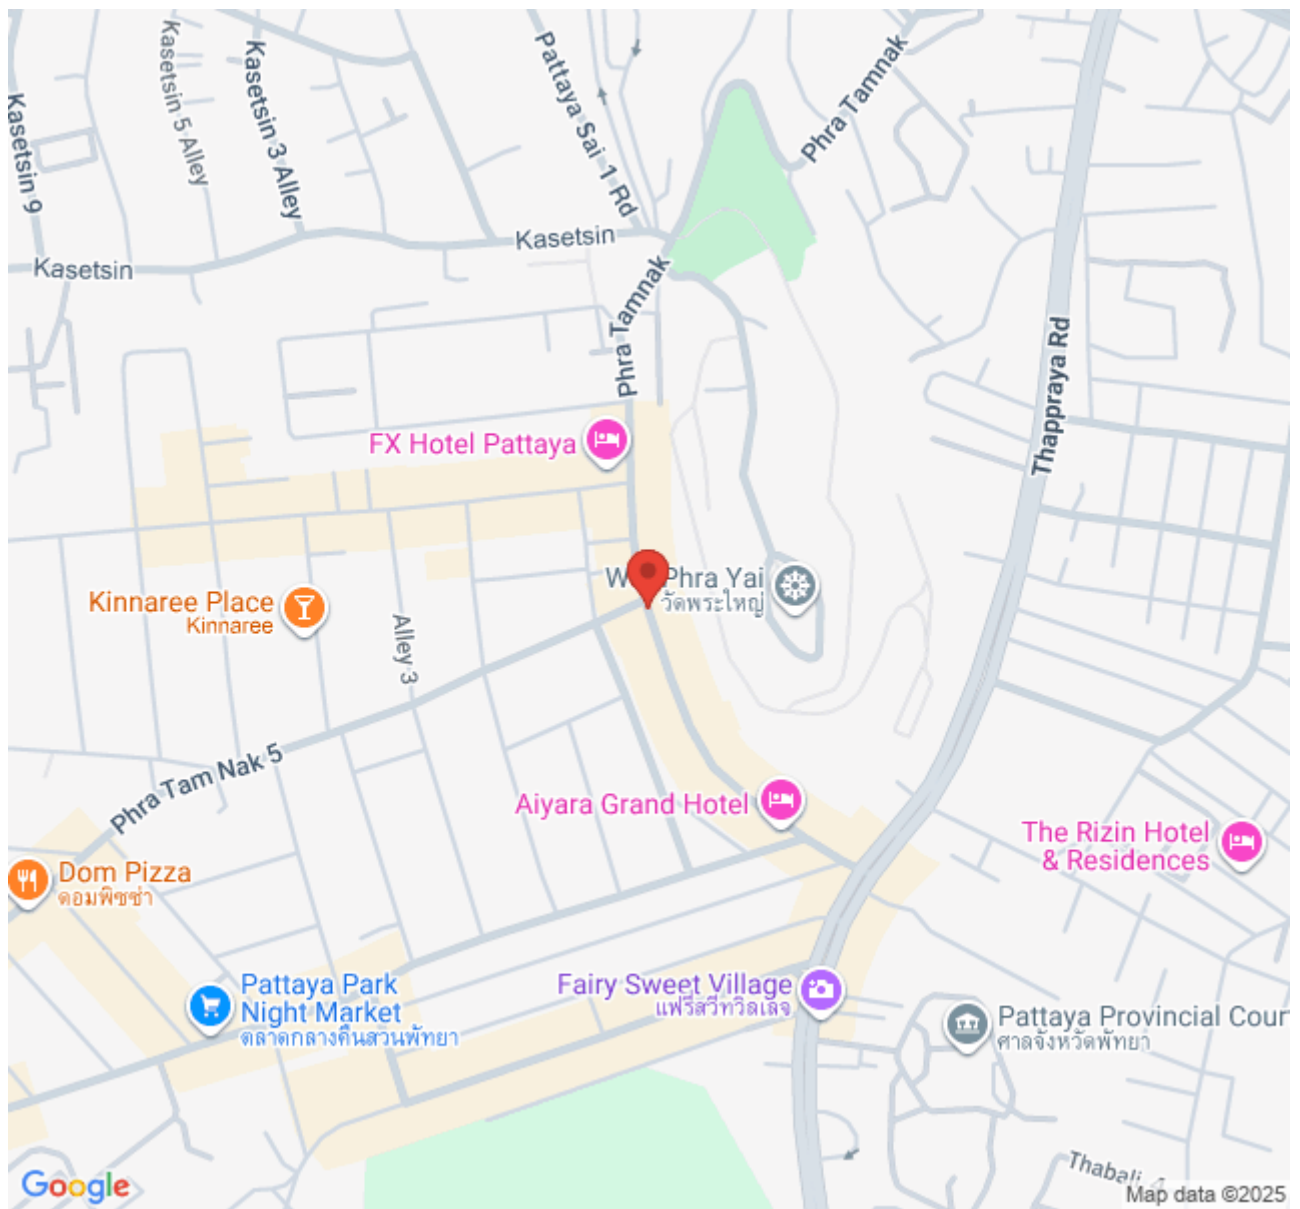 Kasetsin 9
Kasetsin 5 Alley
Kasetsin 3 Alley
Pattaya Sai 1 Rd
Phra Tamnak
Kasetsin
Kasetsin
Phra Tamnak
Thappraya Rd
FX Hotel Pattaya
Phra Yai
วัดพระใหญ่
Kinnaree Place
Kinnaree
Alley 3
Phra Tam Nak 5
Aiyara Grand Hotel
The Rizin Hotel
& Residences
Dom Pizza
ดอมพิซซ่า
Pattaya Park
Night Market
ตลาดกลางคืนสวนพัทยา
Fairy Sweet Village
แฟรี่สวีทวิลเลจ
Pattaya Provincial Cour
ศาลจังหวัดพัทยา
Thabali 4
Google
Map data ©2025